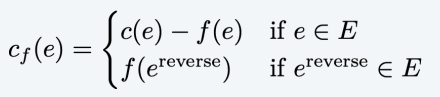 c_f(e) = { c(e) − f(e) if e ∈ E
f(e^reverse) if e^reverse ∈ E